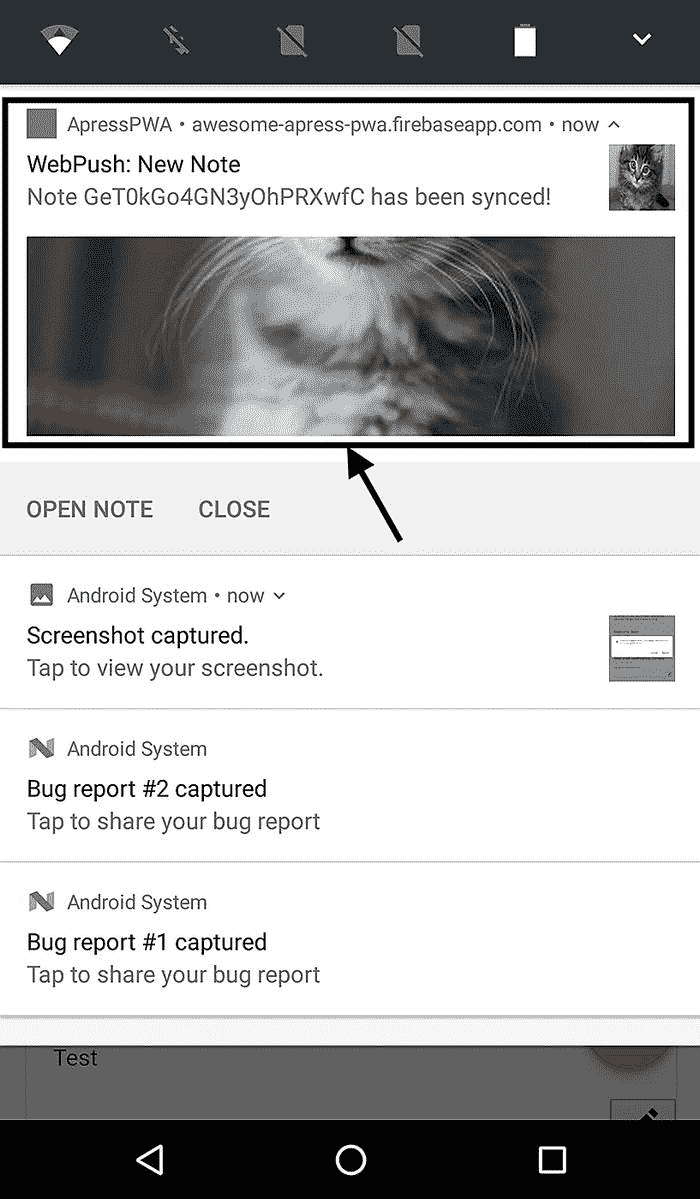 ApressPWA • awesome-apress-pwa.firebaseapp.com • now
WebPush: New Note
Note GeT0kGo4GN3yOhPRXwfC has been synced!
OPEN NOTE CLOSE
Android System • now
Screenshot captured.
Tap to view your screenshot.
Android System
Bug report #2 captured
Tap to share your bug report
Android System
Bug report #1 captured
Tap to share your bug report
Test